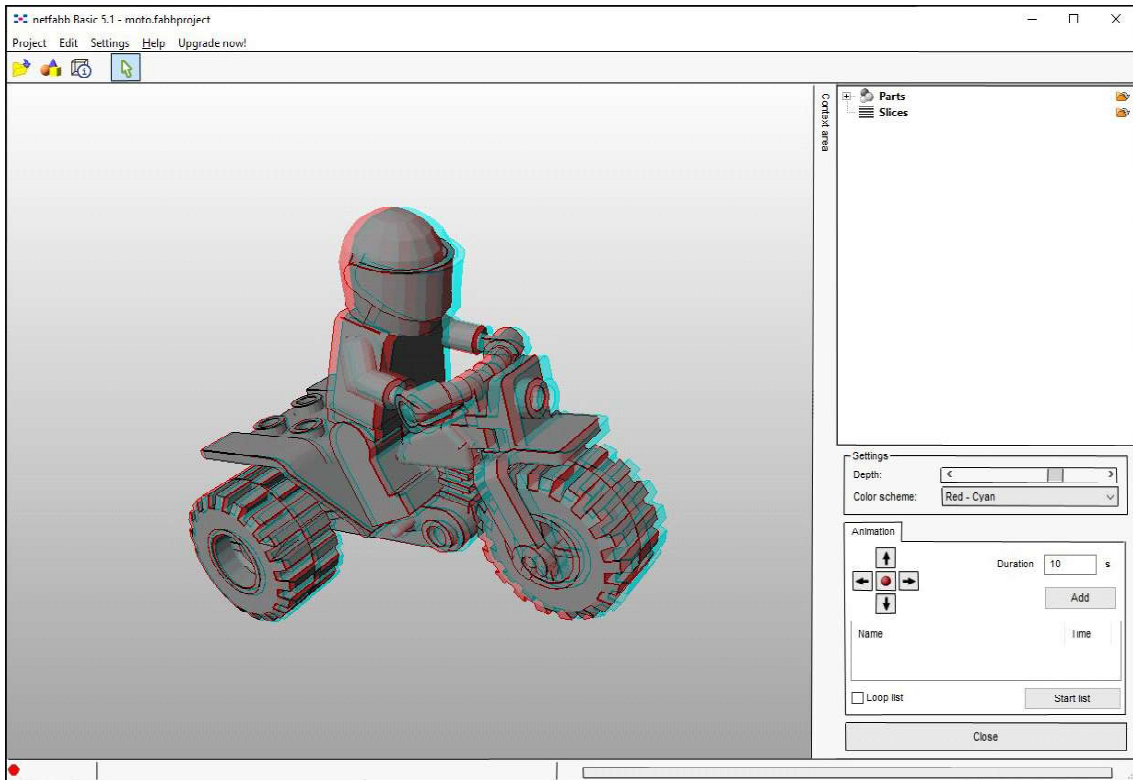 netfabb Basic 5.1 - moto.fabbproject
Project Edit Settings Help Upgrade now!
Context area
Parts
Slices
Settings
Depth:
Color scheme: Red - Cyan
Animation
Duration 10 s
Add
Name Time
Loop list Start list
Close